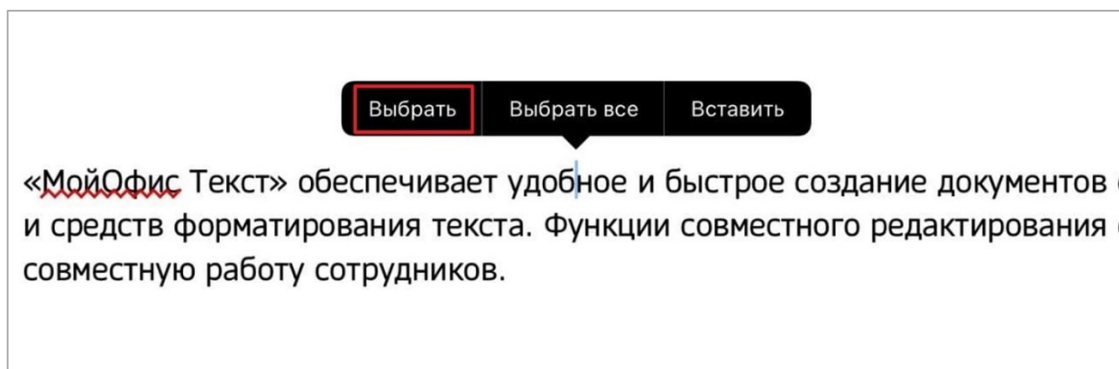 Выбрать Выбрать все Вставить
«МойОфис Текст» обеспечивает удобное и быстрое создание документов
и средств форматирования текста. Функции совместного редактирования
совместную работу сотрудников.